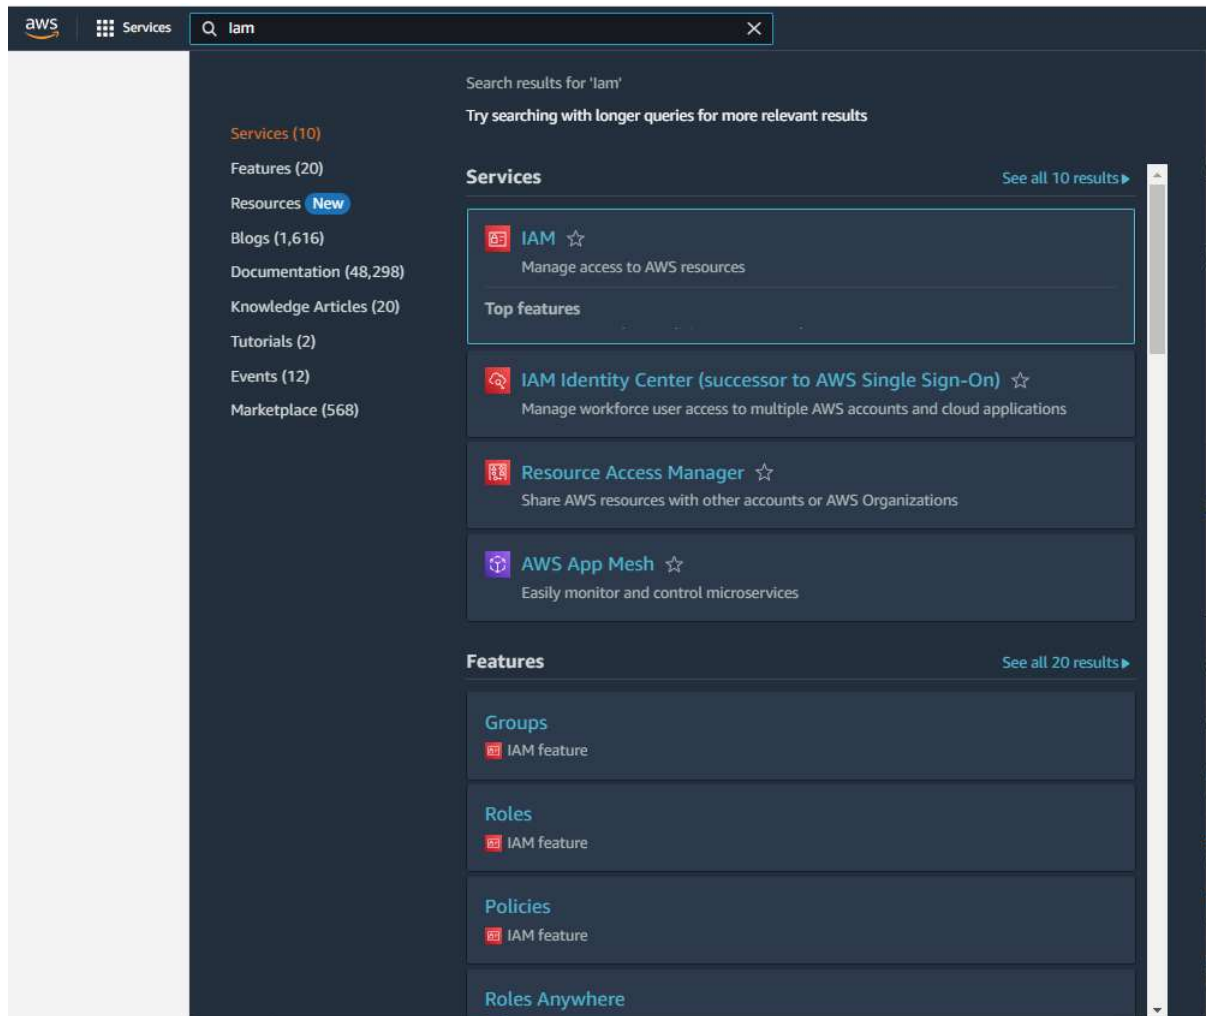 aws
Services
Iam
Search results for 'Iam'
Try searching with longer queries for more relevant results
Services (10)
Features (20)
Resources New
Blogs (1,616)
Documentation (48,298)
Knowledge Articles (20)
Tutorials (2)
Events (12)
Marketplace (568)
Services
See all 10 results
IAM
Manage access to AWS resources
Top features
IAM Identity Center (successor to AWS Single Sign-On)
Manage workforce user access to multiple AWS accounts and cloud applications
Resource Access Manager
Share AWS resources with other accounts or AWS Organizations
AWS App Mesh
Easily monitor and control microservices
Features
See all 20 results
Groups
IAM feature
Roles
IAM feature
Policies
IAM feature
Roles Anywhere